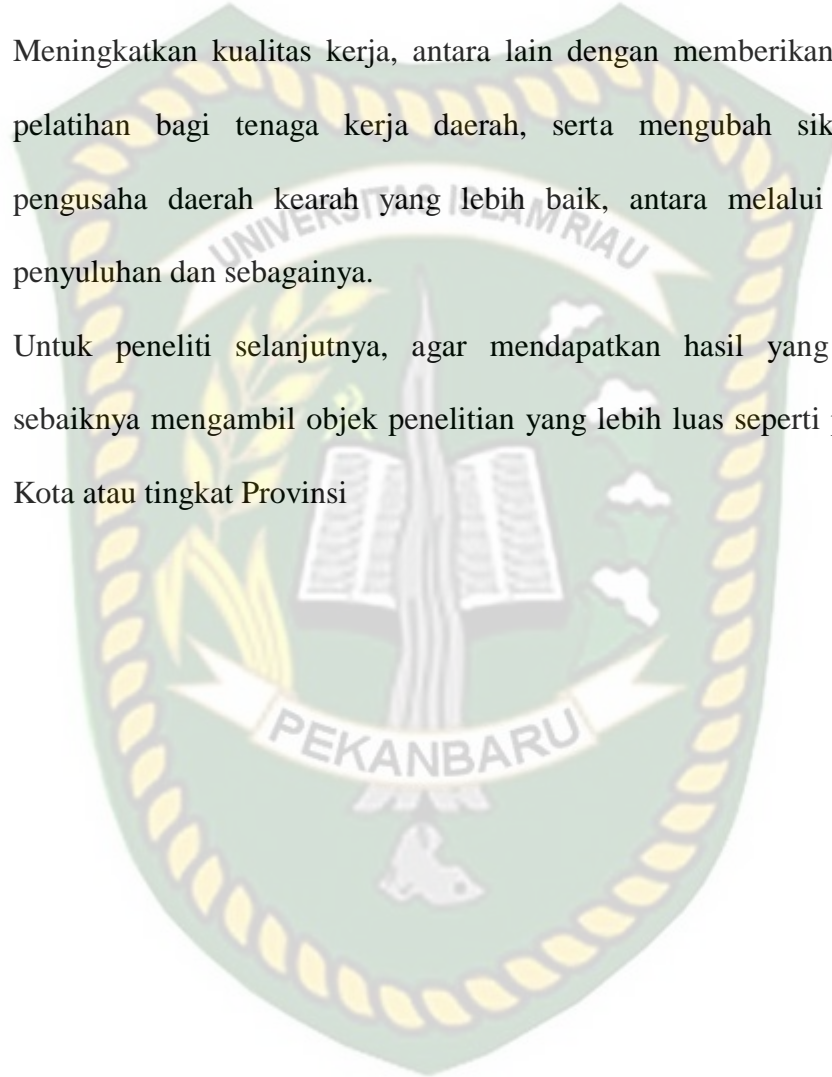 Meningkatkan kualitas kerja, antara lain dengan memberikan
pelatihan bagi tenaga kerja daerah, serta mengubah
pengusaha daerah kearah yang lebih baik, antara melalui
penyuluhan dan sebagainya.
Untuk peneliti selanjutnya, agar mendapatkan hasil yang
sebaiknya mengambil objek penelitian yang lebih luas seperti
Kota atau tingkat Provinsi
UNIVERSITAS ISLAM RIAU
PEKANBARU